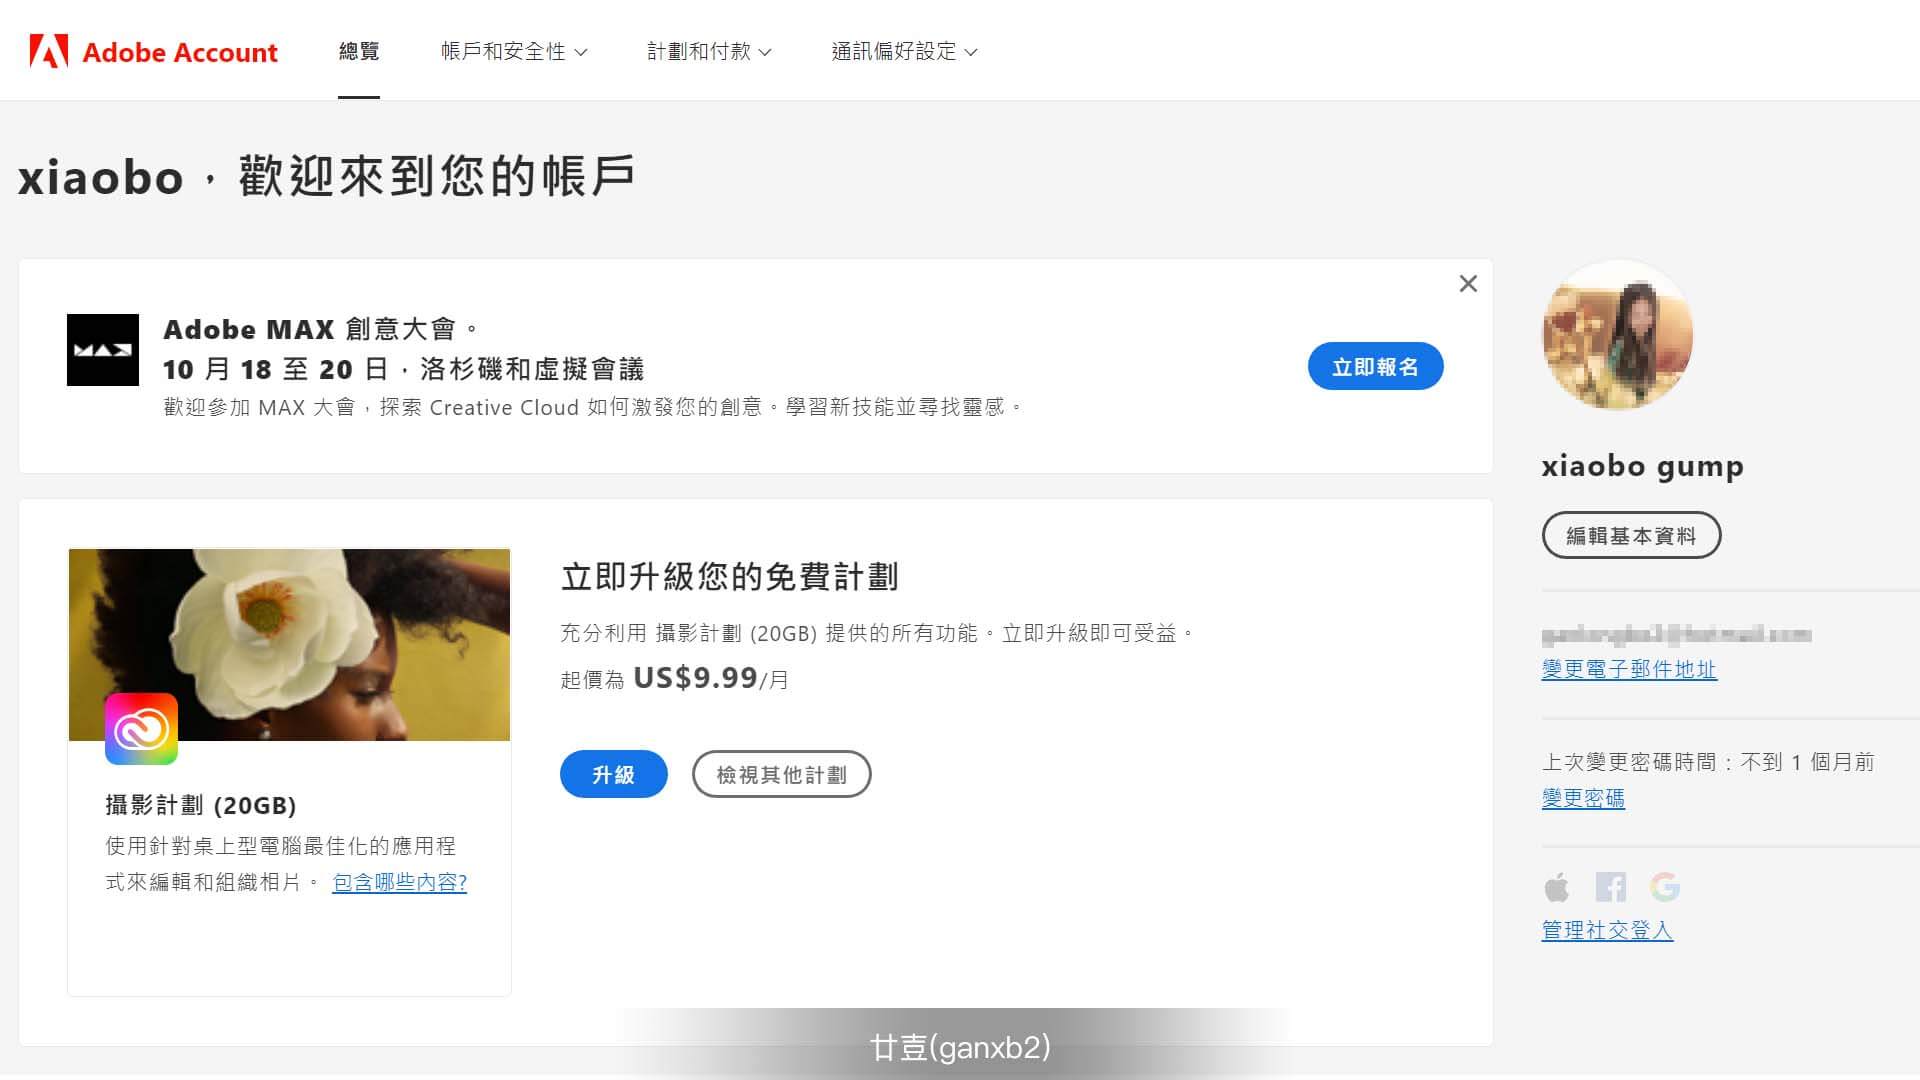 Adobe Account
總覽
帳戶和安全性
計劃和付款
通訊偏好設定
xiaobo，歡迎來到您的帳戶
MAX
Adobe MAX 創意大會。
10 月 18 至 20 日，洛杉磯和虛擬會議
歡迎參加 MAX 大會，探索 Creative Cloud 如何激發您的創意。學習新技能並尋找靈感。
立即報名
立即升級您的免費計劃
充分利用 攝影計劃 (20GB) 提供的所有功能。立即升級即可受益。
起價為 US$9.99/月
升級
檢視其他計劃
攝影計劃 (20GB)
使用針對桌上型電腦最佳化的應用程
式來編輯和組織相片。 包含哪些內容?
xiaobo gump
編輯基本資料
變更電子郵件地址
上次變更密碼時間：不到 1 個月前
變更密碼
管理社交登入
廿壹(ganxb2)